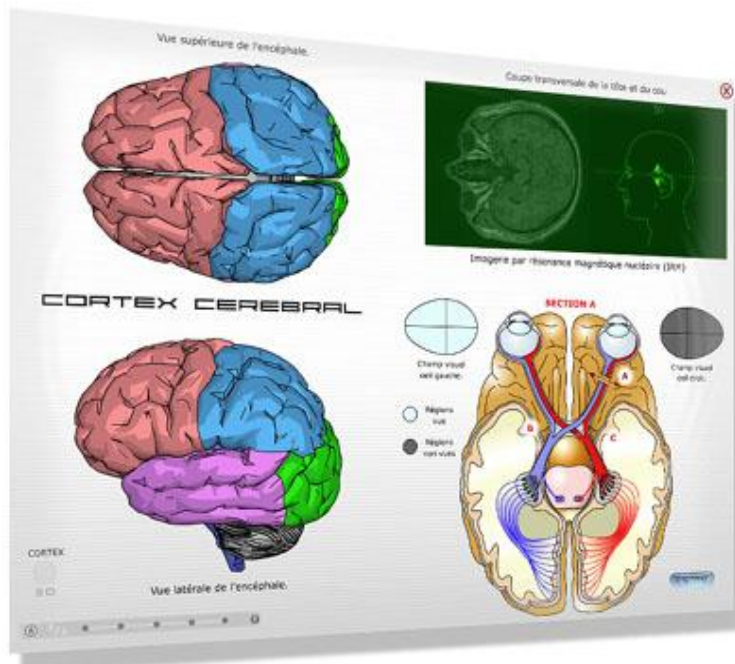 Vue supérieure de l'encéphale.
Coupe transversale de la tête et du cou
X
Imagerie par résonance magnétique nucléaire (IRM)
CORTEX CEREBRAL
SECTION A
Champ visuel
oeil gauche.
Champ visuel
oeil droit.
A
B
C
Régions
vue
Régions
non vues
CORTEX
Vue latérale de l'encéphale.